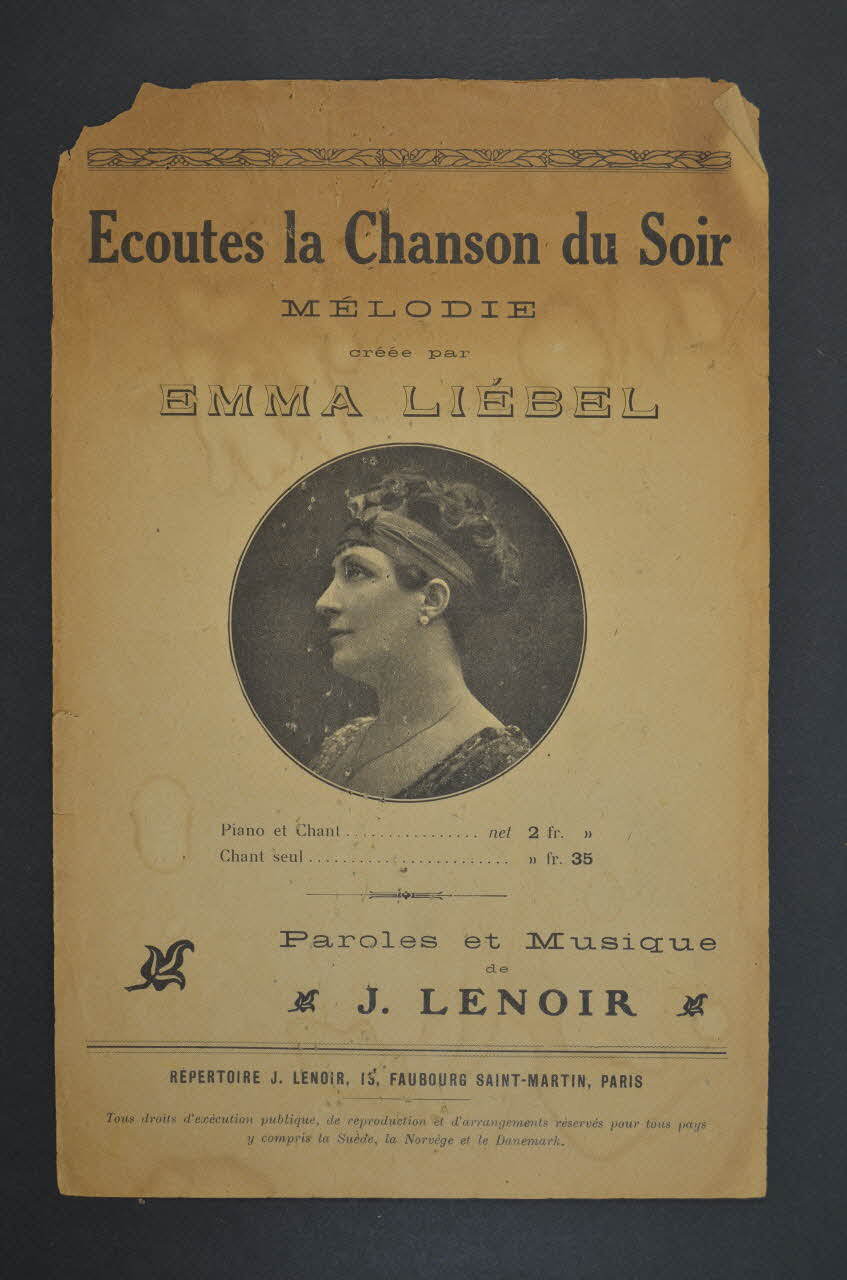 Ecoutes la Chanson du Soir
MÉLODIE
créée par
EMMA LIÉBEL
Piano et Chant ................ net 2 fr. »
Chant seul ........................ » fr. 35
Paroles et Musique
de
J. LENOIR
RÉPERTOIRE J. LENOIR, 15, FAUBOURG SAINT-MARTIN, PARIS
Tous droits d'exécution publique, de reproduction et d'arrangements réservés pour tous pays
y compris la Suède, la Norvège et le Danemark.